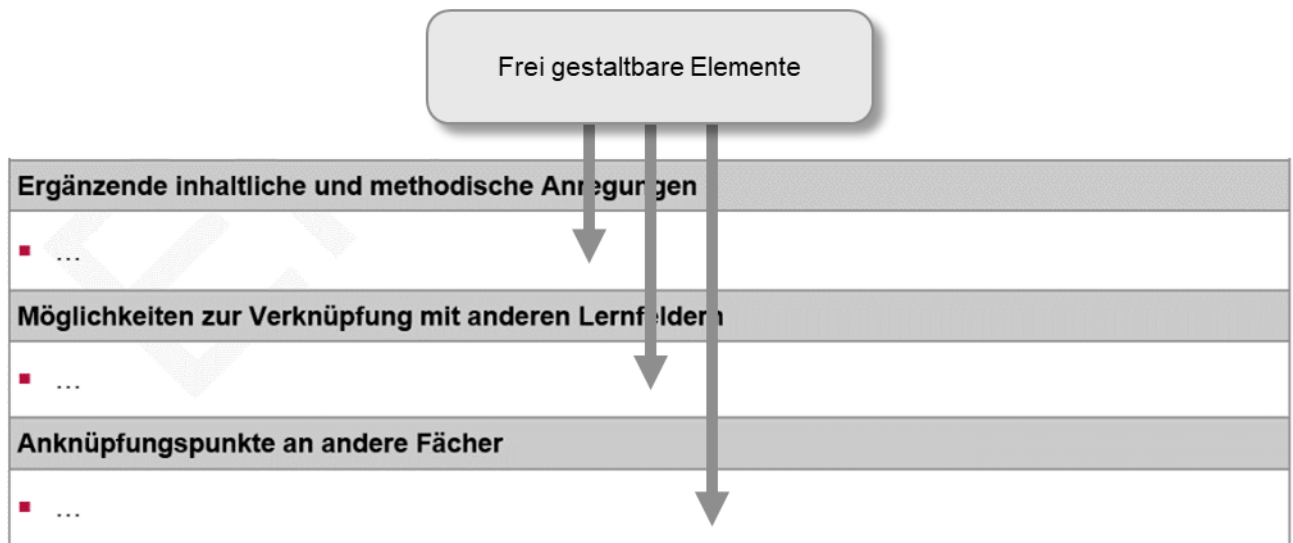 Frei gestaltbare Elemente
Ergänzende inhaltliche und methodische Anregungen
▪ …
Möglichkeiten zur Verknüpfung mit anderen Lernfeldern
▪ …
Anknüpfungspunkte an andere Fächer
▪ …